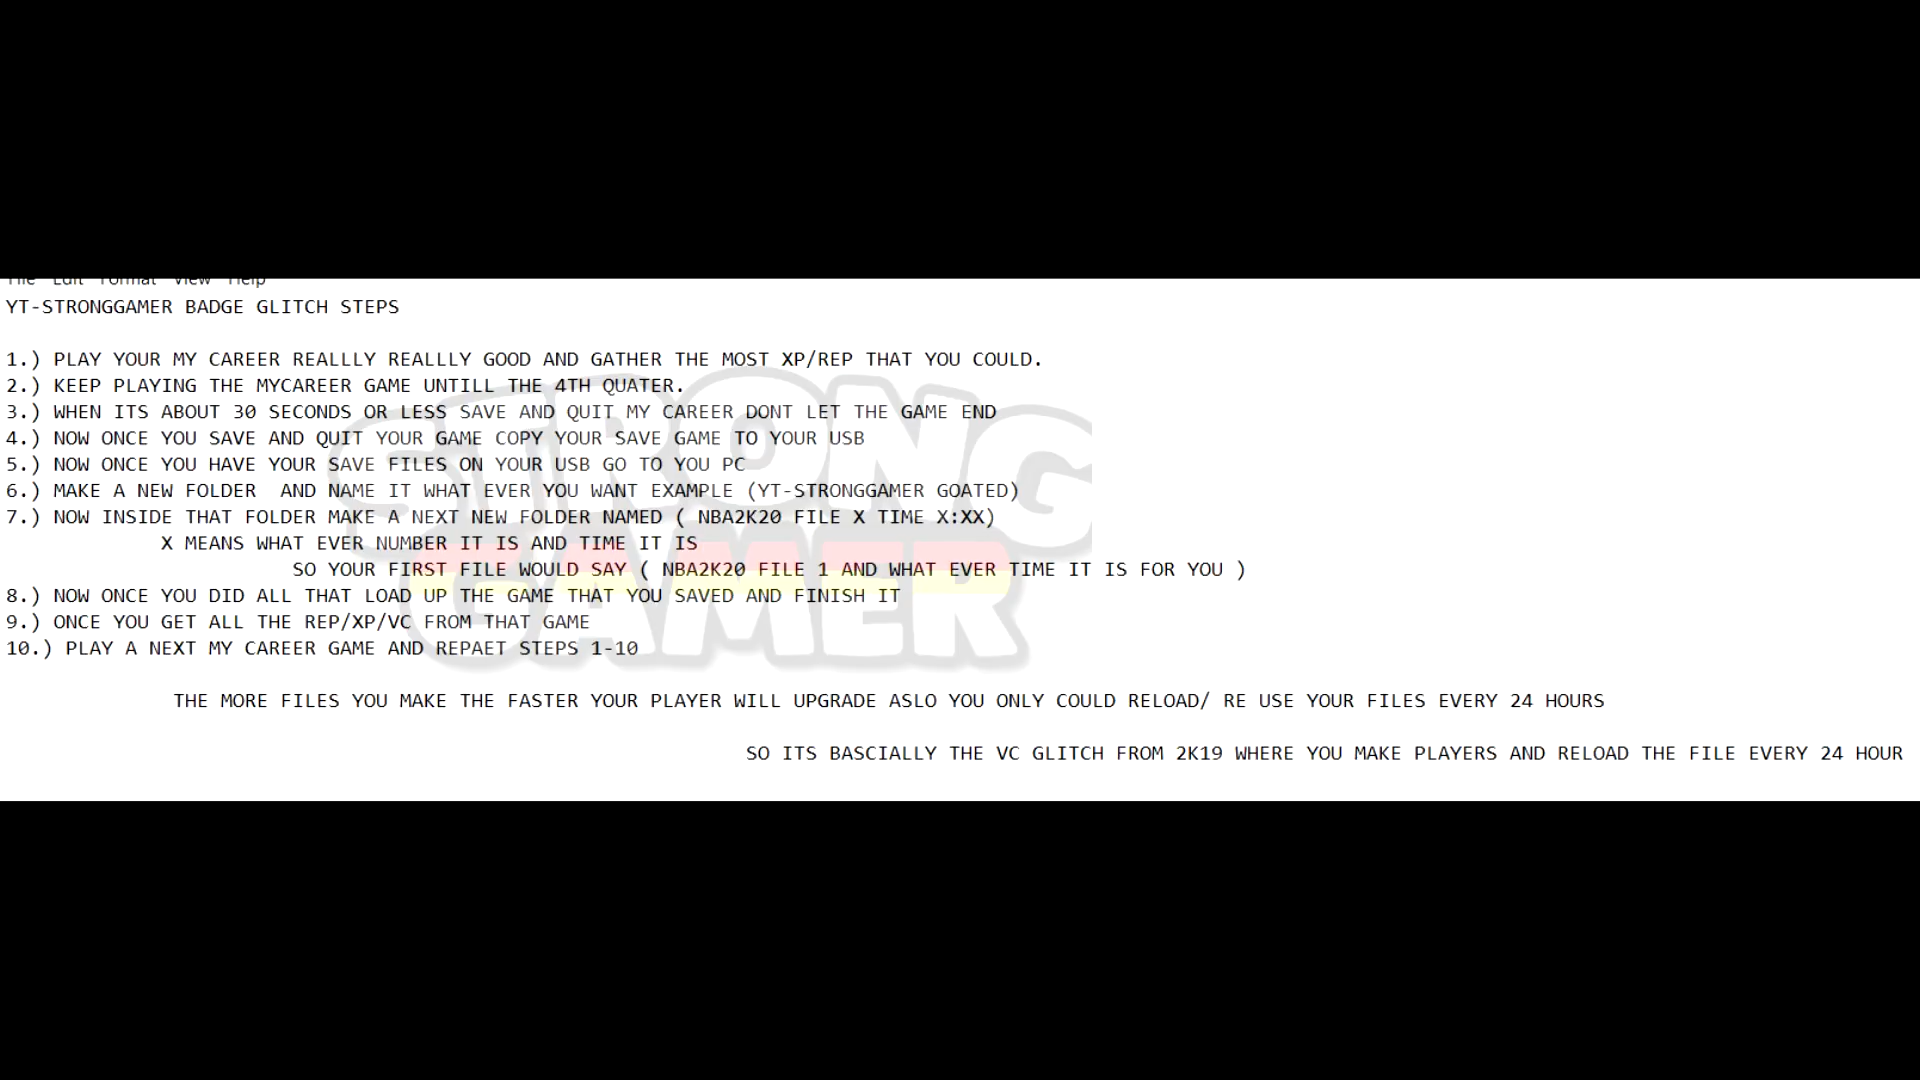 File Edit Format View Help
YT-STRONGGAMER BADGE GLITCH STEPS
1.) PLAY YOUR MY CAREER REALLLY REALLLY GOOD AND GATHER THE MOST XP/REP THAT YOU COULD.
2.) KEEP PLAYING THE MYCAREER GAME UNTILL THE 4TH QUATER.
3.) WHEN ITS ABOUT 30 SECONDS OR LESS SAVE AND QUIT MY CAREER DONT LET THE GAME END
4.) NOW ONCE YOU SAVE AND QUIT YOUR GAME COPY YOUR SAVE GAME TO YOUR USB
5.) NOW ONCE YOU HAVE YOUR SAVE FILES ON YOUR USB GO TO YOU PC
6.) MAKE A NEW FOLDER  AND NAME IT WHAT EVER YOU WANT EXAMPLE (YT-STRONGGAMER GOATED)
7.) NOW INSIDE THAT FOLDER MAKE A NEXT NEW FOLDER NAMED ( NBA2K20 FILE X TIME X:XX)
X MEANS WHAT EVER NUMBER IT IS AND TIME IT IS
SO YOUR FIRST FILE WOULD SAY ( NBA2K20 FILE 1 AND WHAT EVER TIME IT IS FOR YOU )
8.) NOW ONCE YOU DID ALL THAT LOAD UP THE GAME THAT YOU SAVED AND FINISH IT
9.) ONCE YOU GET ALL THE REP/XP/VC FROM THAT GAME
10.) PLAY A NEXT MY CAREER GAME AND REPAET STEPS 1-10
THE MORE FILES YOU MAKE THE FASTER YOUR PLAYER WILL UPGRADE ASLO YOU ONLY COULD RELOAD/ RE USE YOUR FILES EVERY 24 HOURS
SO ITS BASCIALLY THE VC GLITCH FROM 2K19 WHERE YOU MAKE PLAYERS AND RELOAD THE FILE EVERY 24 HOUR
STRONG
GAMER